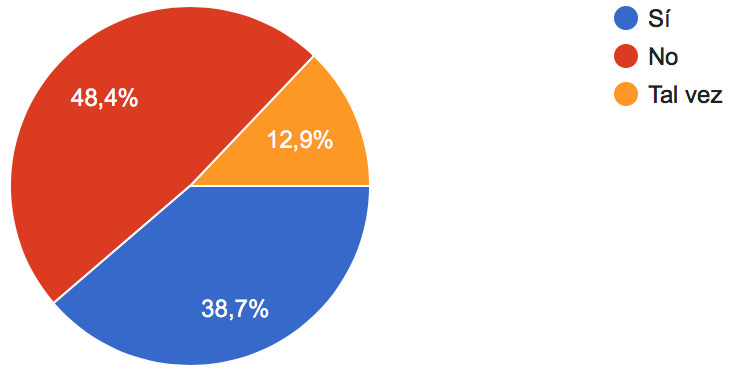 Sí
No
Tal vez
48,4%
12,9%
38,7%